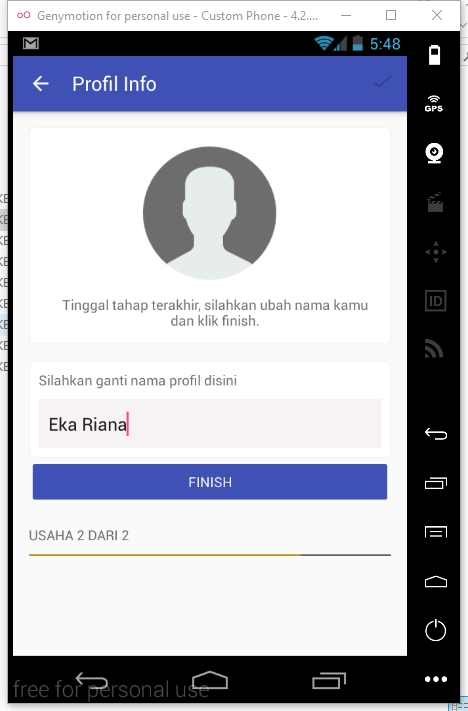 Genymotion for personal use - Custom Phone - 4.2....
5:48
Profil Info
GPS
ID
Tinggal tahap terakhir, silahkan ubah nama kamu
dan klik finish.
Silahkan ganti nama profil disini
Eka Riana
FINISH
USAHA 2 DARI 2
free for personal use